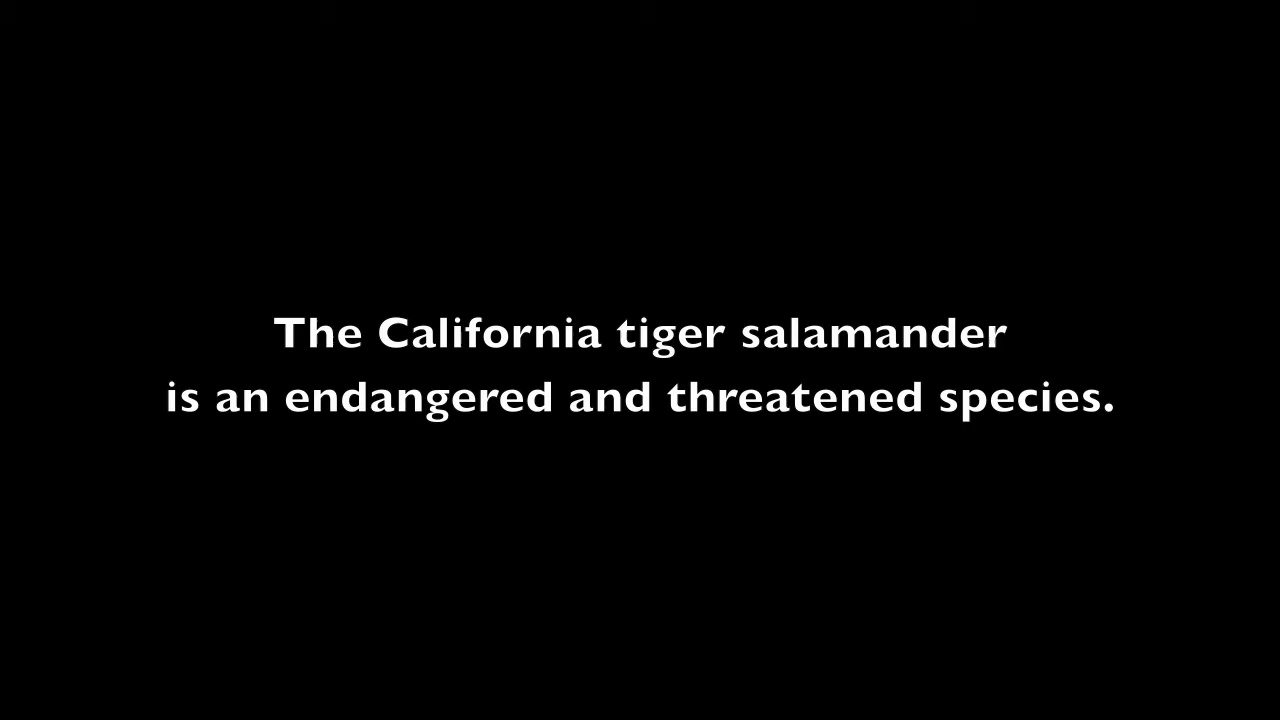 The California tiger salamander
is an endangered and threatened species.